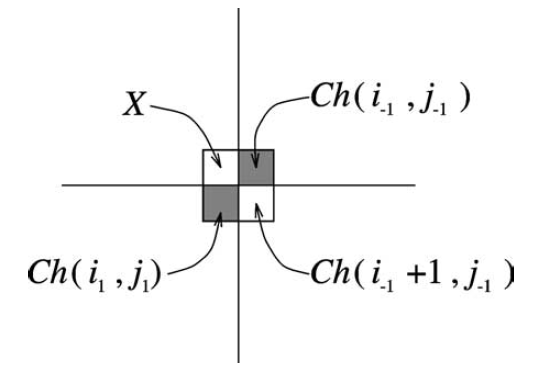 X
Ch( i₋₁ , j₋₁ )
Ch( i₁ , j₁ )
Ch( i₋₁ +1 , j₋₁ )